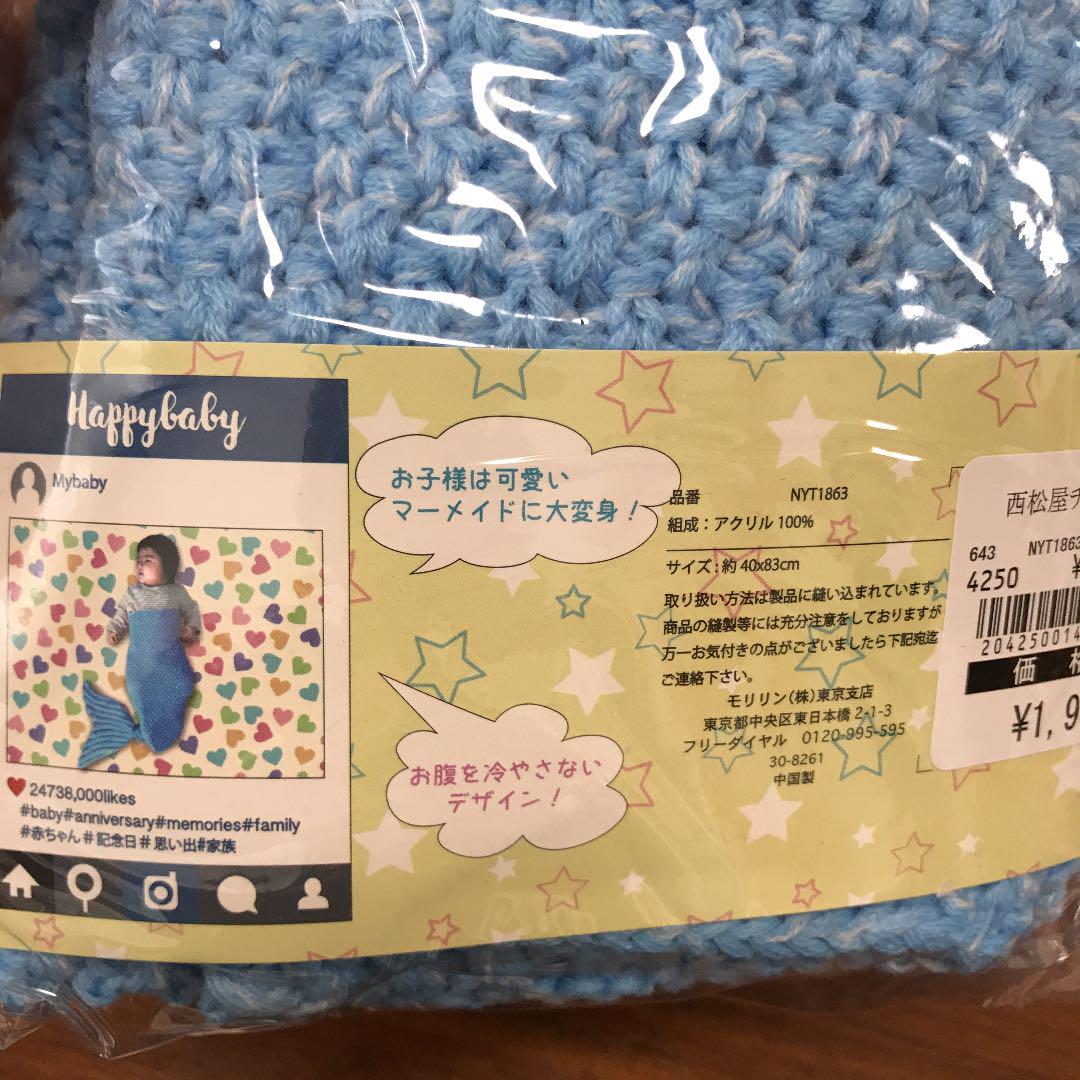 Happybaby
Mybaby
24738,000likes
#baby#anniversary#memories#family
#赤ちゃん#記念日#思い出#家族
お子様は可愛い
マーメイドに大変身！
お腹を冷やさない
デザイン！
品番 NYT1863
組成：アクリル 100%
サイズ：約 40x83cm
取り扱い方法は製品に縫い込まれています。
商品の縫製等には充分注意をしておりますが
万一お気付きの点がございましたら下記宛迄
ご連絡下さい。
モリリン（株）東京支店
東京都中央区東日本橋 2-1-3
フリーダイヤル 0120-995-595
30-8261
中国製
西松屋チ
643 NYT1863
4250 ¥
204250014
価 格
¥1,9